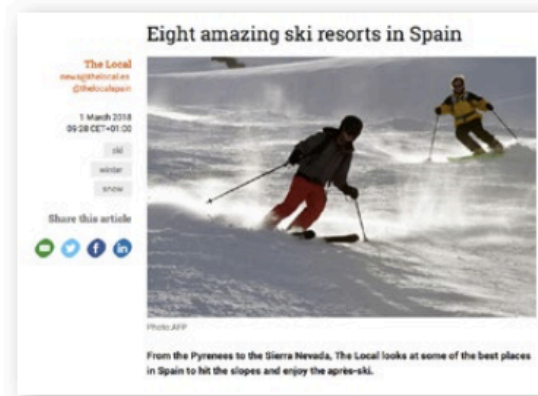 Eight amazing ski resorts in Spain
The Local
news@thelocal.es
@thelocalspain
1 March 2018
09:28 CET+01:00
ski
winter
snow
Share this article
Photo: AFP
From the Pyrenees to the Sierra Nevada, The Local looks at some of the best places
in Spain to hit the slopes and enjoy the après-ski.